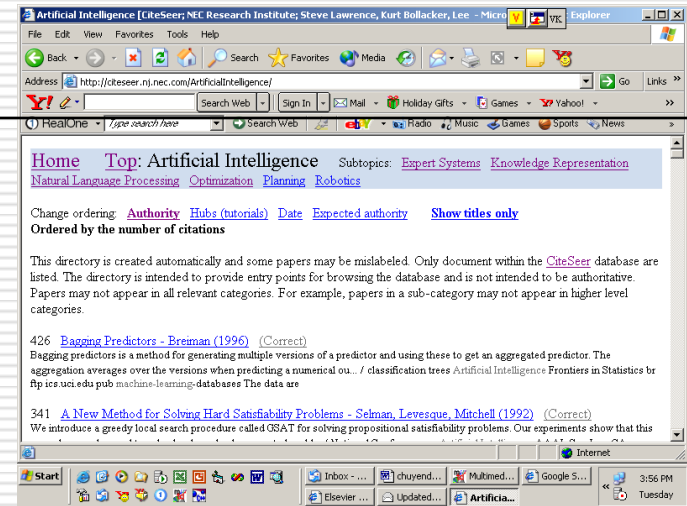 Artificial Intelligence [CiteSeer; NEC Research Institute; Steve Lawrence, Kurt Bollacker, Lee - Micro
V VK Explorer
File Edit View Favorites Tools Help
Back Search Favorites Media
Address http://citeseer.nj.nec.com/ArtificialIntelligence/ Go Links »
Y! Search Web Sign In Mail Holiday Gifts Games Yahoo! »
RealOne Type search here Search Web ebY Radio Music Games Sports News »
Home Top: Artificial Intelligence Subtopics: Expert Systems Knowledge Representation
Natural Language Processing Optimization Planning Robotics
Change ordering: Authority Hubs (tutorials) Date Expected authority Show titles only
Ordered by the number of citations
This directory is created automatically and some papers may be mislabeled. Only document within the CiteSeer database are
listed. The directory is intended to provide entry points for browsing the database and is not intended to be authoritative.
Papers may not appear in all relevant categories. For example, papers in a sub-category may not appear in higher level
categories.
426 Bagging Predictors - Breiman (1996) (Correct)
Bagging predictors is a method for generating multiple versions of a predictor and using these to get an aggregated predictor. The
aggregation averages over the versions when predicting a numerical ou... / classification trees Artificial Intelligence Frontiers in Statistics br
ftp ics.uci.edu pub machine-learning-databases The data are
341 A New Method for Solving Hard Satisfiability Problems - Selman, Levesque, Mitchell (1992) (Correct)
We introduce a greedy local search procedure called GSAT for solving propositional satisfiability problems. Our experiments show that this
Internet
Start Inbox - ... chuyend... Multimed... Google S... « 3:56 PM
Elsevier ... Updated... Artificia... Tuesday